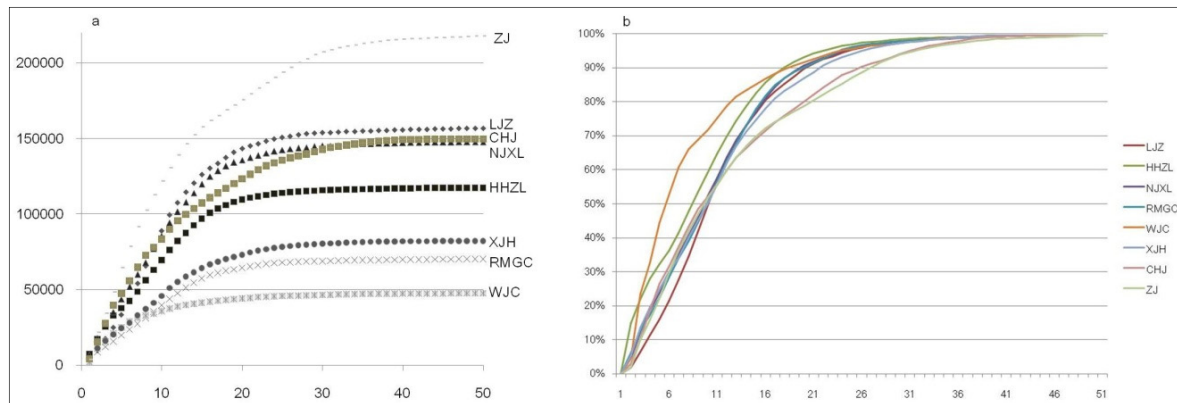 a
ZJ
200000
LJZ
150000
CHJ
NJXL
HHZL
100000
XJH
RMGC
50000
WJC
0
0 10 20 30 40 50
b
100%
90%
80%
70%
60%
50%
40%
30%
20%
10%
0%
1 6 11 16 21 26 31 36 41 46 51
LJZ
HHZL
NJXL
RMGC
WJC
XJH
CHJ
ZJ